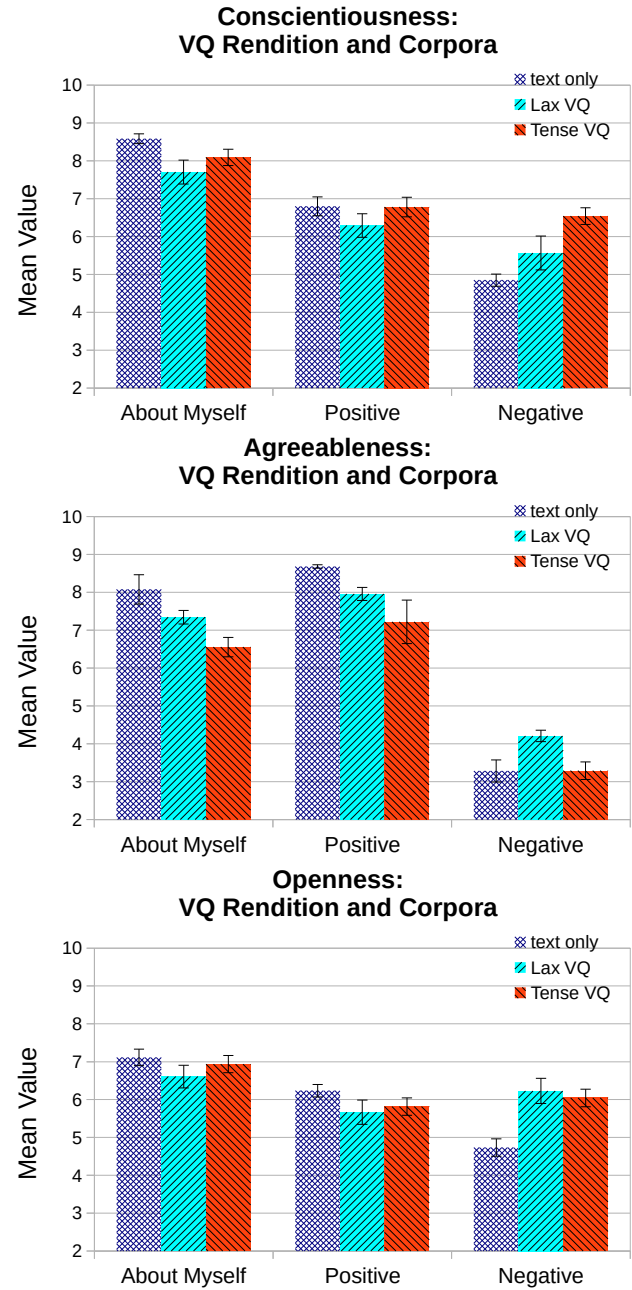 Conscientiousness:
VQ Rendition and Corpora
text only
Lax VQ
Tense VQ
Mean Value
10
9
8
7
6
5
4
3
2
About Myself Positive Negative
Agreeableness:
VQ Rendition and Corpora
text only
Lax VQ
Tense VQ
Mean Value
10
9
8
7
6
5
4
3
2
About Myself Positive Negative
Openness:
VQ Rendition and Corpora
text only
Lax VQ
Tense VQ
Mean Value
10
9
8
7
6
5
4
3
2
About Myself Positive Negative